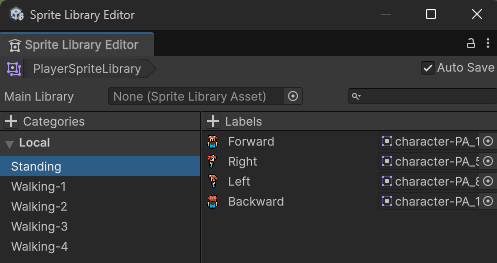 Sprite Library Editor
Sprite Library Editor
PlayerSpriteLibrary
Auto Save
Main Library
None (Sprite Library Asset)
Categories
Labels
Local
Standing
Walking-1
Walking-2
Walking-3
Walking-4
Forward character-PA_1
Right character-PA_5
Left character-PA_8
Backward character-PA_1